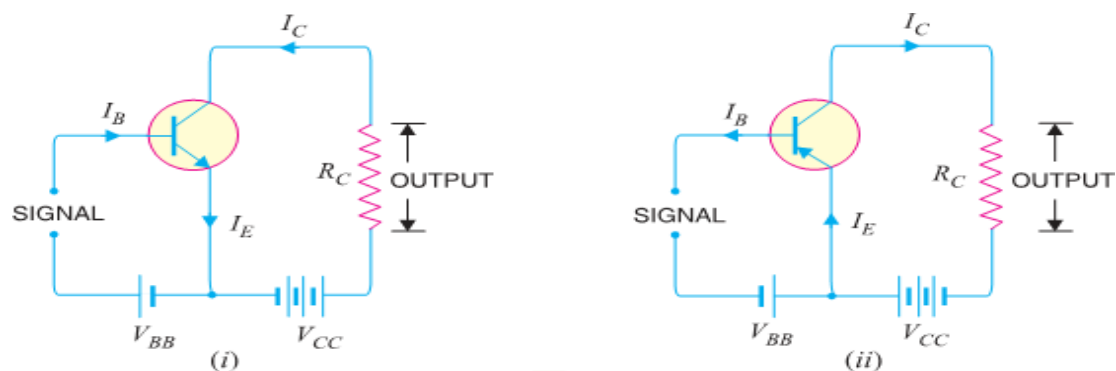 I_C
I_B
R_C
OUTPUT
SIGNAL
I_E
V_BB
V_CC
(i)
I_C
I_B
R_C
OUTPUT
SIGNAL
I_E
V_BB
V_CC
(ii)